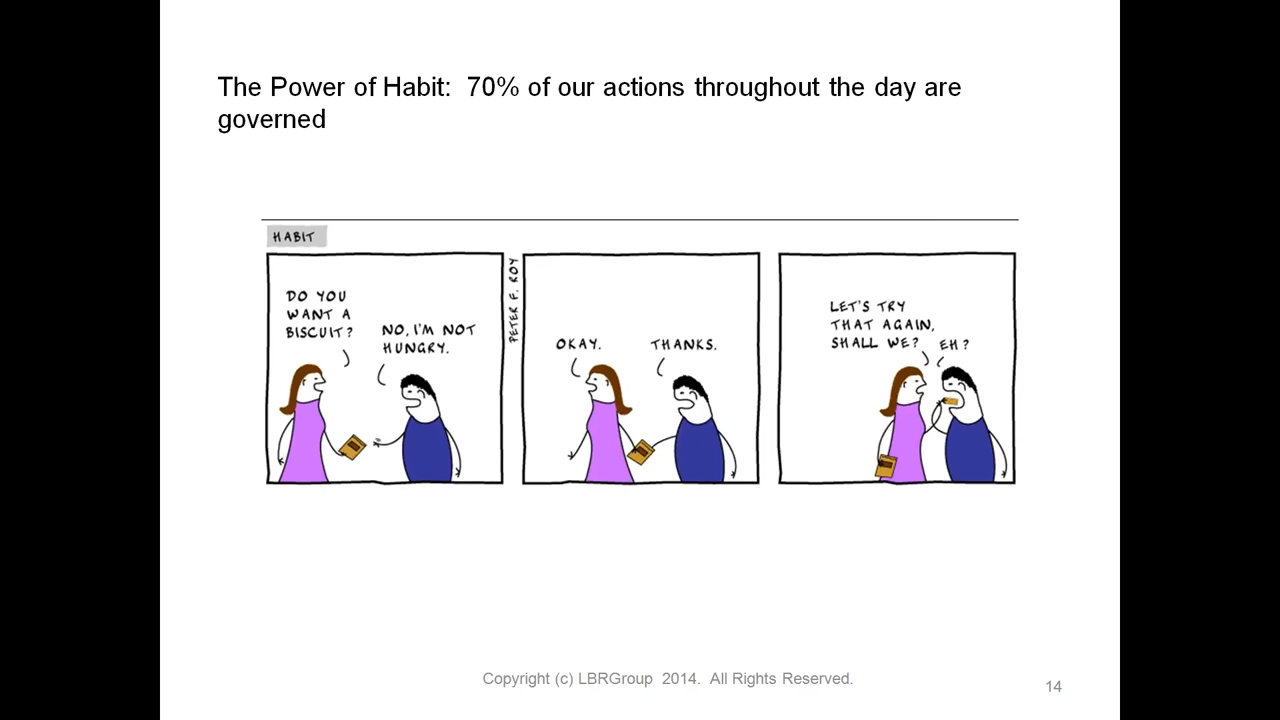 The Power of Habit:  70% of our actions throughout the day are
governed
HABIT
DO YOU
WANT A
BISCUIT?
NO, I'M NOT
HUNGRY.
PETER F. ROY
OKAY.
THANKS.
LET'S TRY
THAT AGAIN,
SHALL WE?
EH?
Copyright (c) LBRGroup  2014.  All Rights Reserved.
14